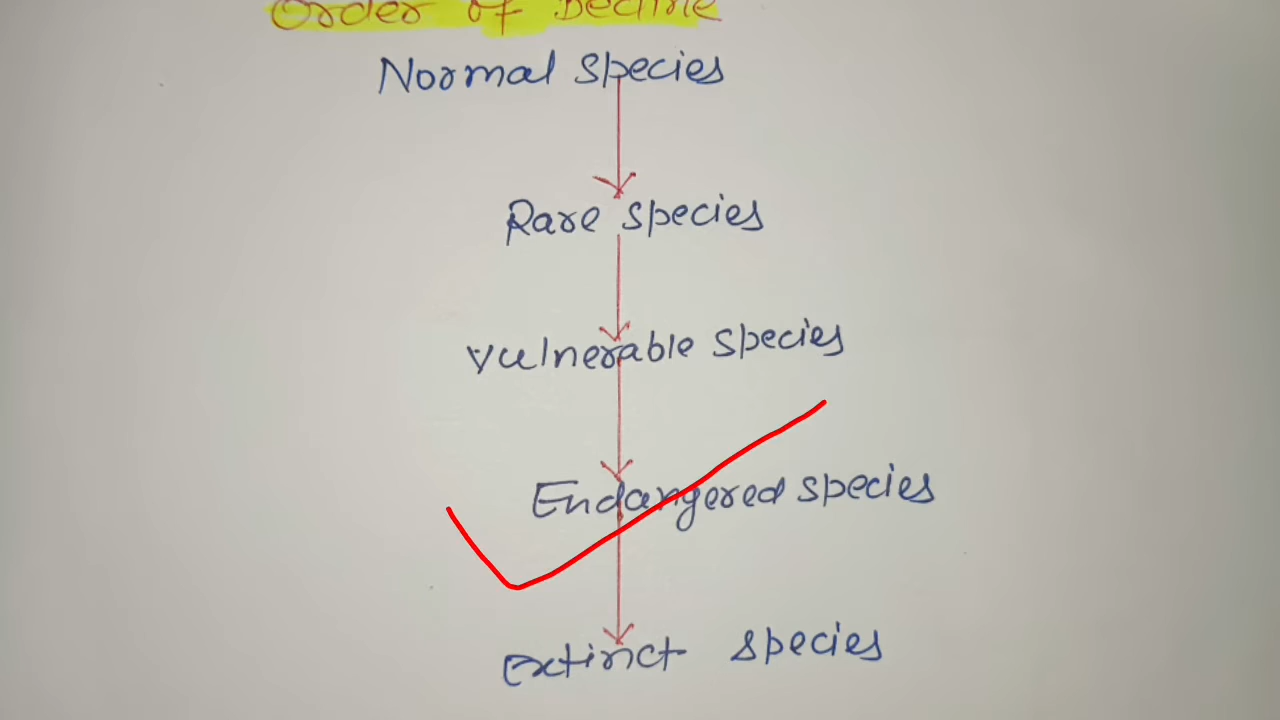 Order of Decline
Normal species
Rare species
Vulnerable species
Endangered species
Extinct species